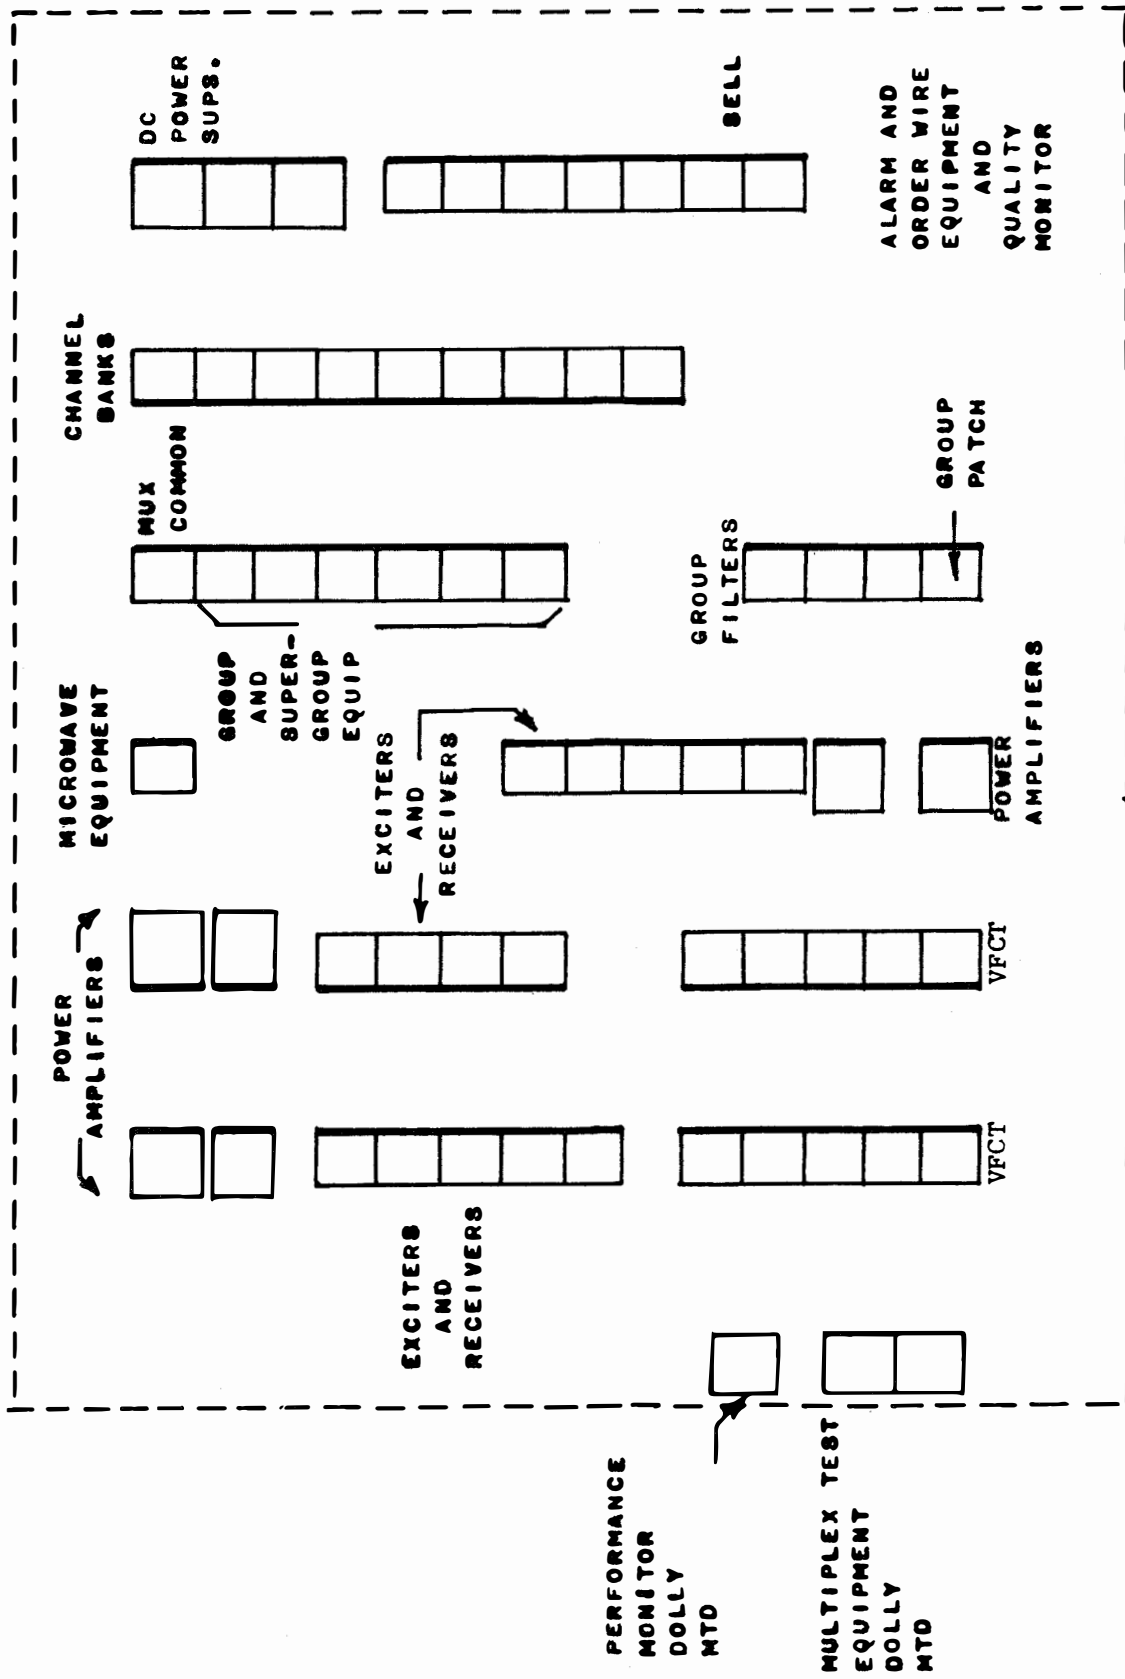 DC
POWER
SUPS.
BELL
ALARM AND
ORDER WIRE
EQUIPMENT
AND
QUALITY
MONITOR
CHANNEL
BANKS
MUX
COMMON
GROUP
FILTERS
GROUP
PATCH
GROUP
AND
SUPER-
GROUP
EQUIP
MICROWAVE
EQUIPMENT
EXCITERS
AND
RECEIVERS
POWER
AMPLIFIERS
POWER
AMPLIFIERS
VFCT
VFCT
EXCITERS
AND
RECEIVERS
PERFORMANCE
MONITOR
DOLLY
MTD
MULTIPLEX TEST
EQUIPMENT
DOLLY
MTD